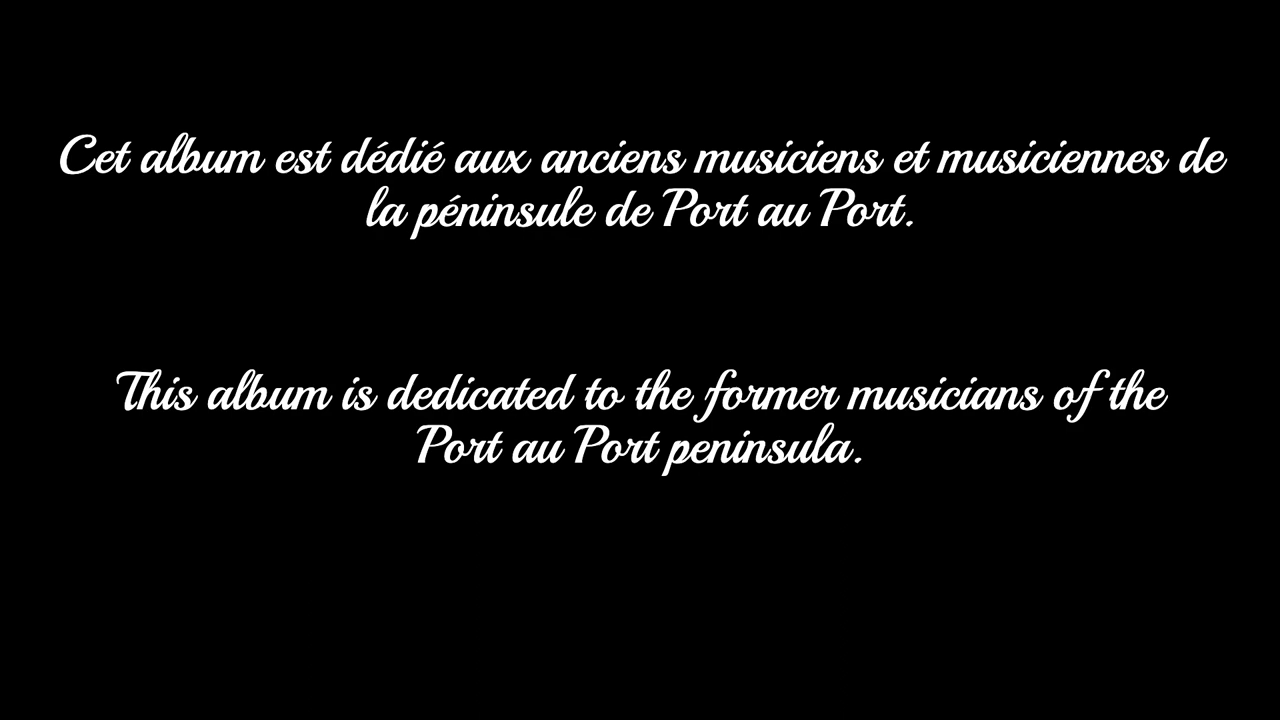 Cet album est dédié aux anciens musiciens et musiciennes de
la péninsule de Port au Port.
This album is dedicated to the former musicians of the
Port au Port peninsula.